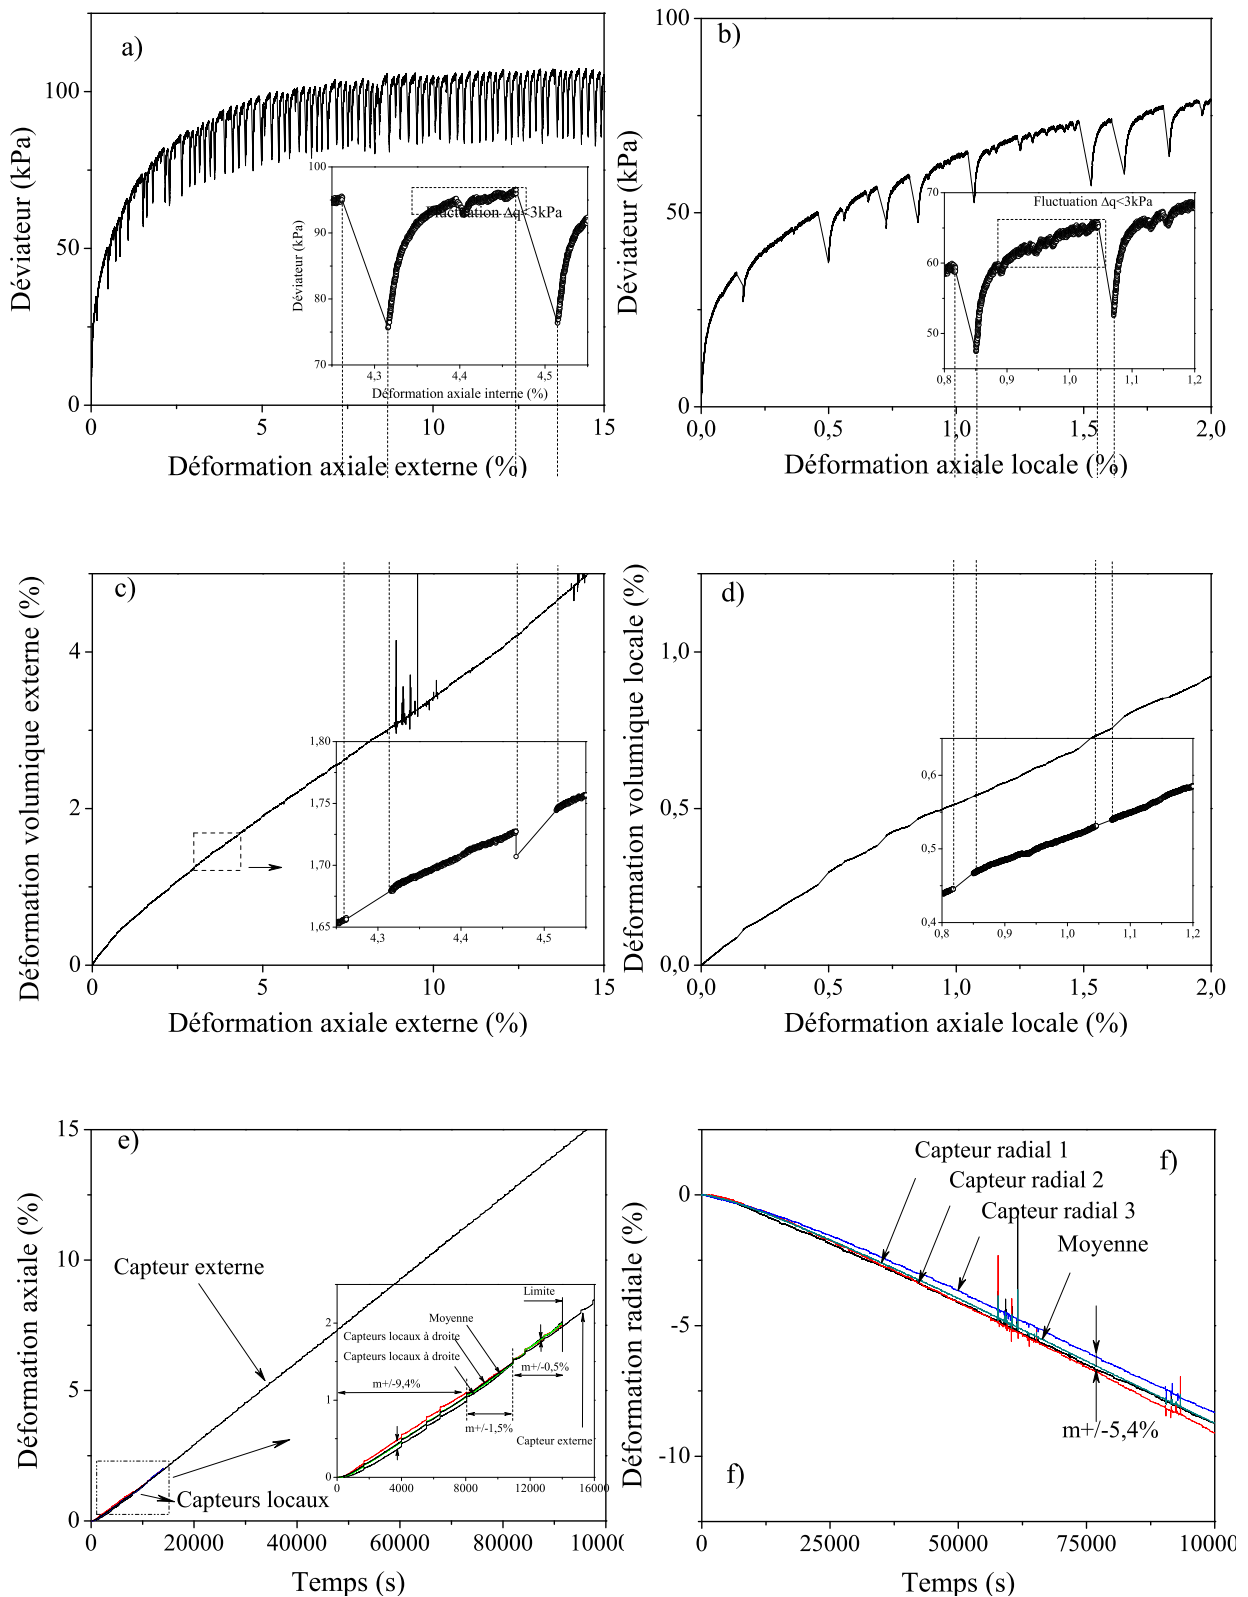 a)
Déviateur (kPa)
100
50
0
0
5
10
15
Déformation axiale externe (%)
100
90
80
70
Déviateur (kPa)
Fluctuation Δq<3kPa
4,3
4,4
4,5
Déformation axiale interne (%)
b)
Déviateur (kPa)
100
75
50
25
0
0,0
0,5
1,0
1,5
2,0
Déformation axiale locale (%)
70
60
50
Fluctuation Δq<3kPa
0,8
0,9
1,0
1,1
1,2
c)
Déformation volumique externe (%)
4
2
0
0
5
10
15
Déformation axiale externe (%)
1,80
1,75
1,70
1,65
4,3
4,4
4,5
d)
Déformation volumique locale (%)
1,0
0,5
0,0
0,0
0,5
1,0
1,5
2,0
Déformation axiale locale (%)
0,6
0,5
0,4
0,8
0,9
1,0
1,1
1,2
e)
Déformation axiale (%)
15
10
5
0
0
20000
40000
60000
80000
10000
Temps (s)
Capteur externe
Capteurs locaux
Limite
Moyenne
Capteurs locaux à droite
Capteurs locaux à droite
m+/-9,4%
m+/-0,5%
m+/-1,5%
Capteur externe
2
1
0
0
4000
8000
12000
16000
f)
Déformation radiale (%)
0
-5
-10
0
25000
50000
75000
10000
Temps (s)
Capteur radial 1
Capteur radial 2
Capteur radial 3
Moyenne
m+/-5,4%
f)